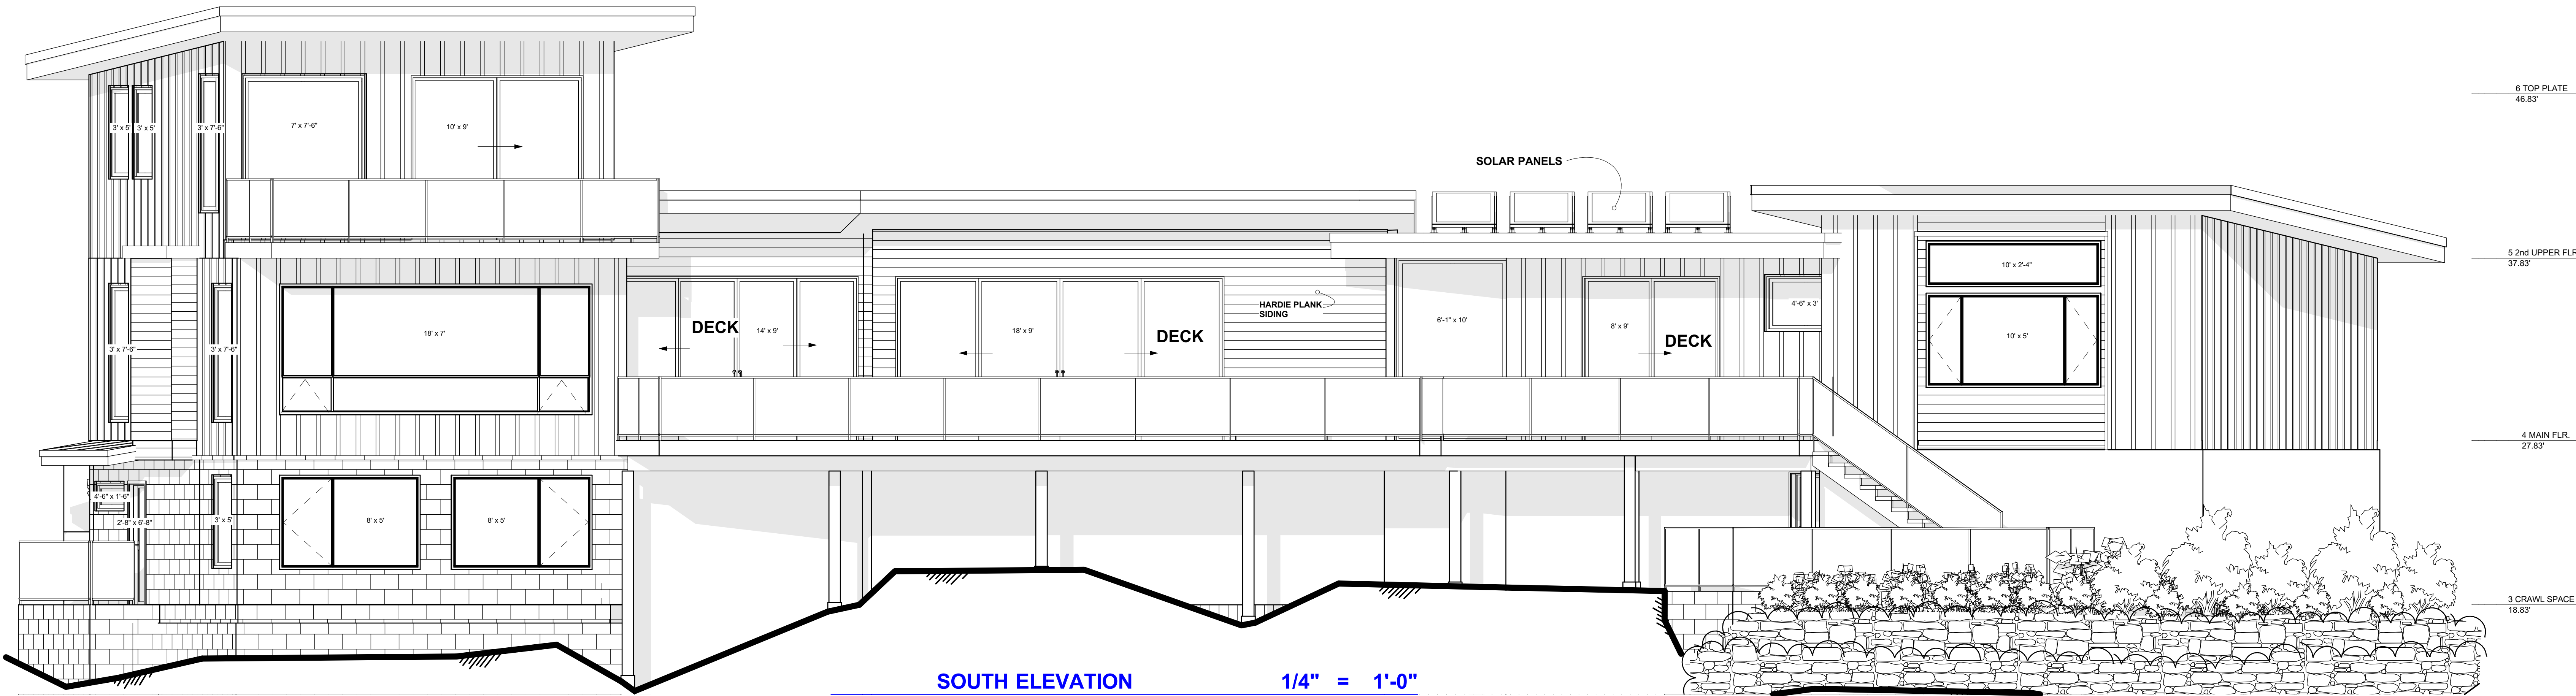 6 TOP PLATE
46.83'
3' x 5'
3' x 5'
3' x 7'-6"
7' x 7'-6"
10' x 9'
SOLAR PANELS
5 2nd UPPER FLR
37.83'
10' x 2'-4"
HARDIE PLANK
SIDING
4'-6" x 3'
18' x 7'
DECK
14' x 9'
18' x 9'
DECK
6'-1" x 10'
8' x 9'
DECK
10' x 5'
3' x 7'-6"
3' x 7'-6"
4 MAIN FLR.
27.83'
4'-6" x 1'-6"
2'-8" x 6'-8"
3' x 5'
8' x 5'
8' x 5'
3 CRAWL SPACE
18.83'
SOUTH ELEVATION 1/4" = 1'-0"